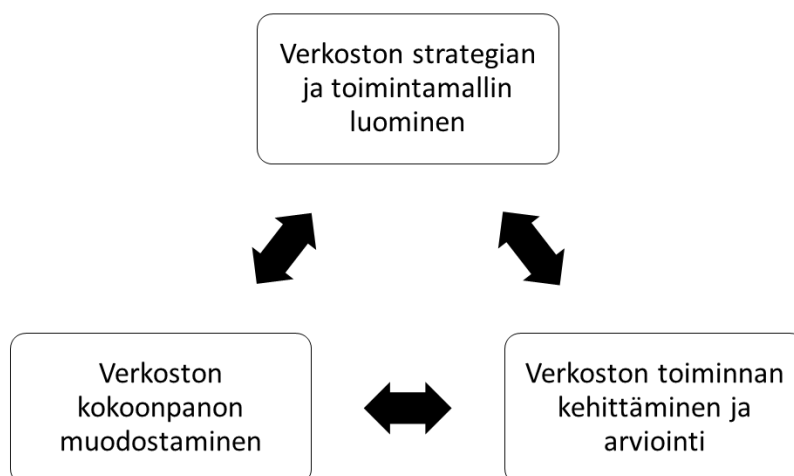 Verkoston strategian
ja toimintamallin
luominen
Verkoston
kokoonpanon
muodostaminen
Verkoston toiminnan
kehittäminen ja
arviointi